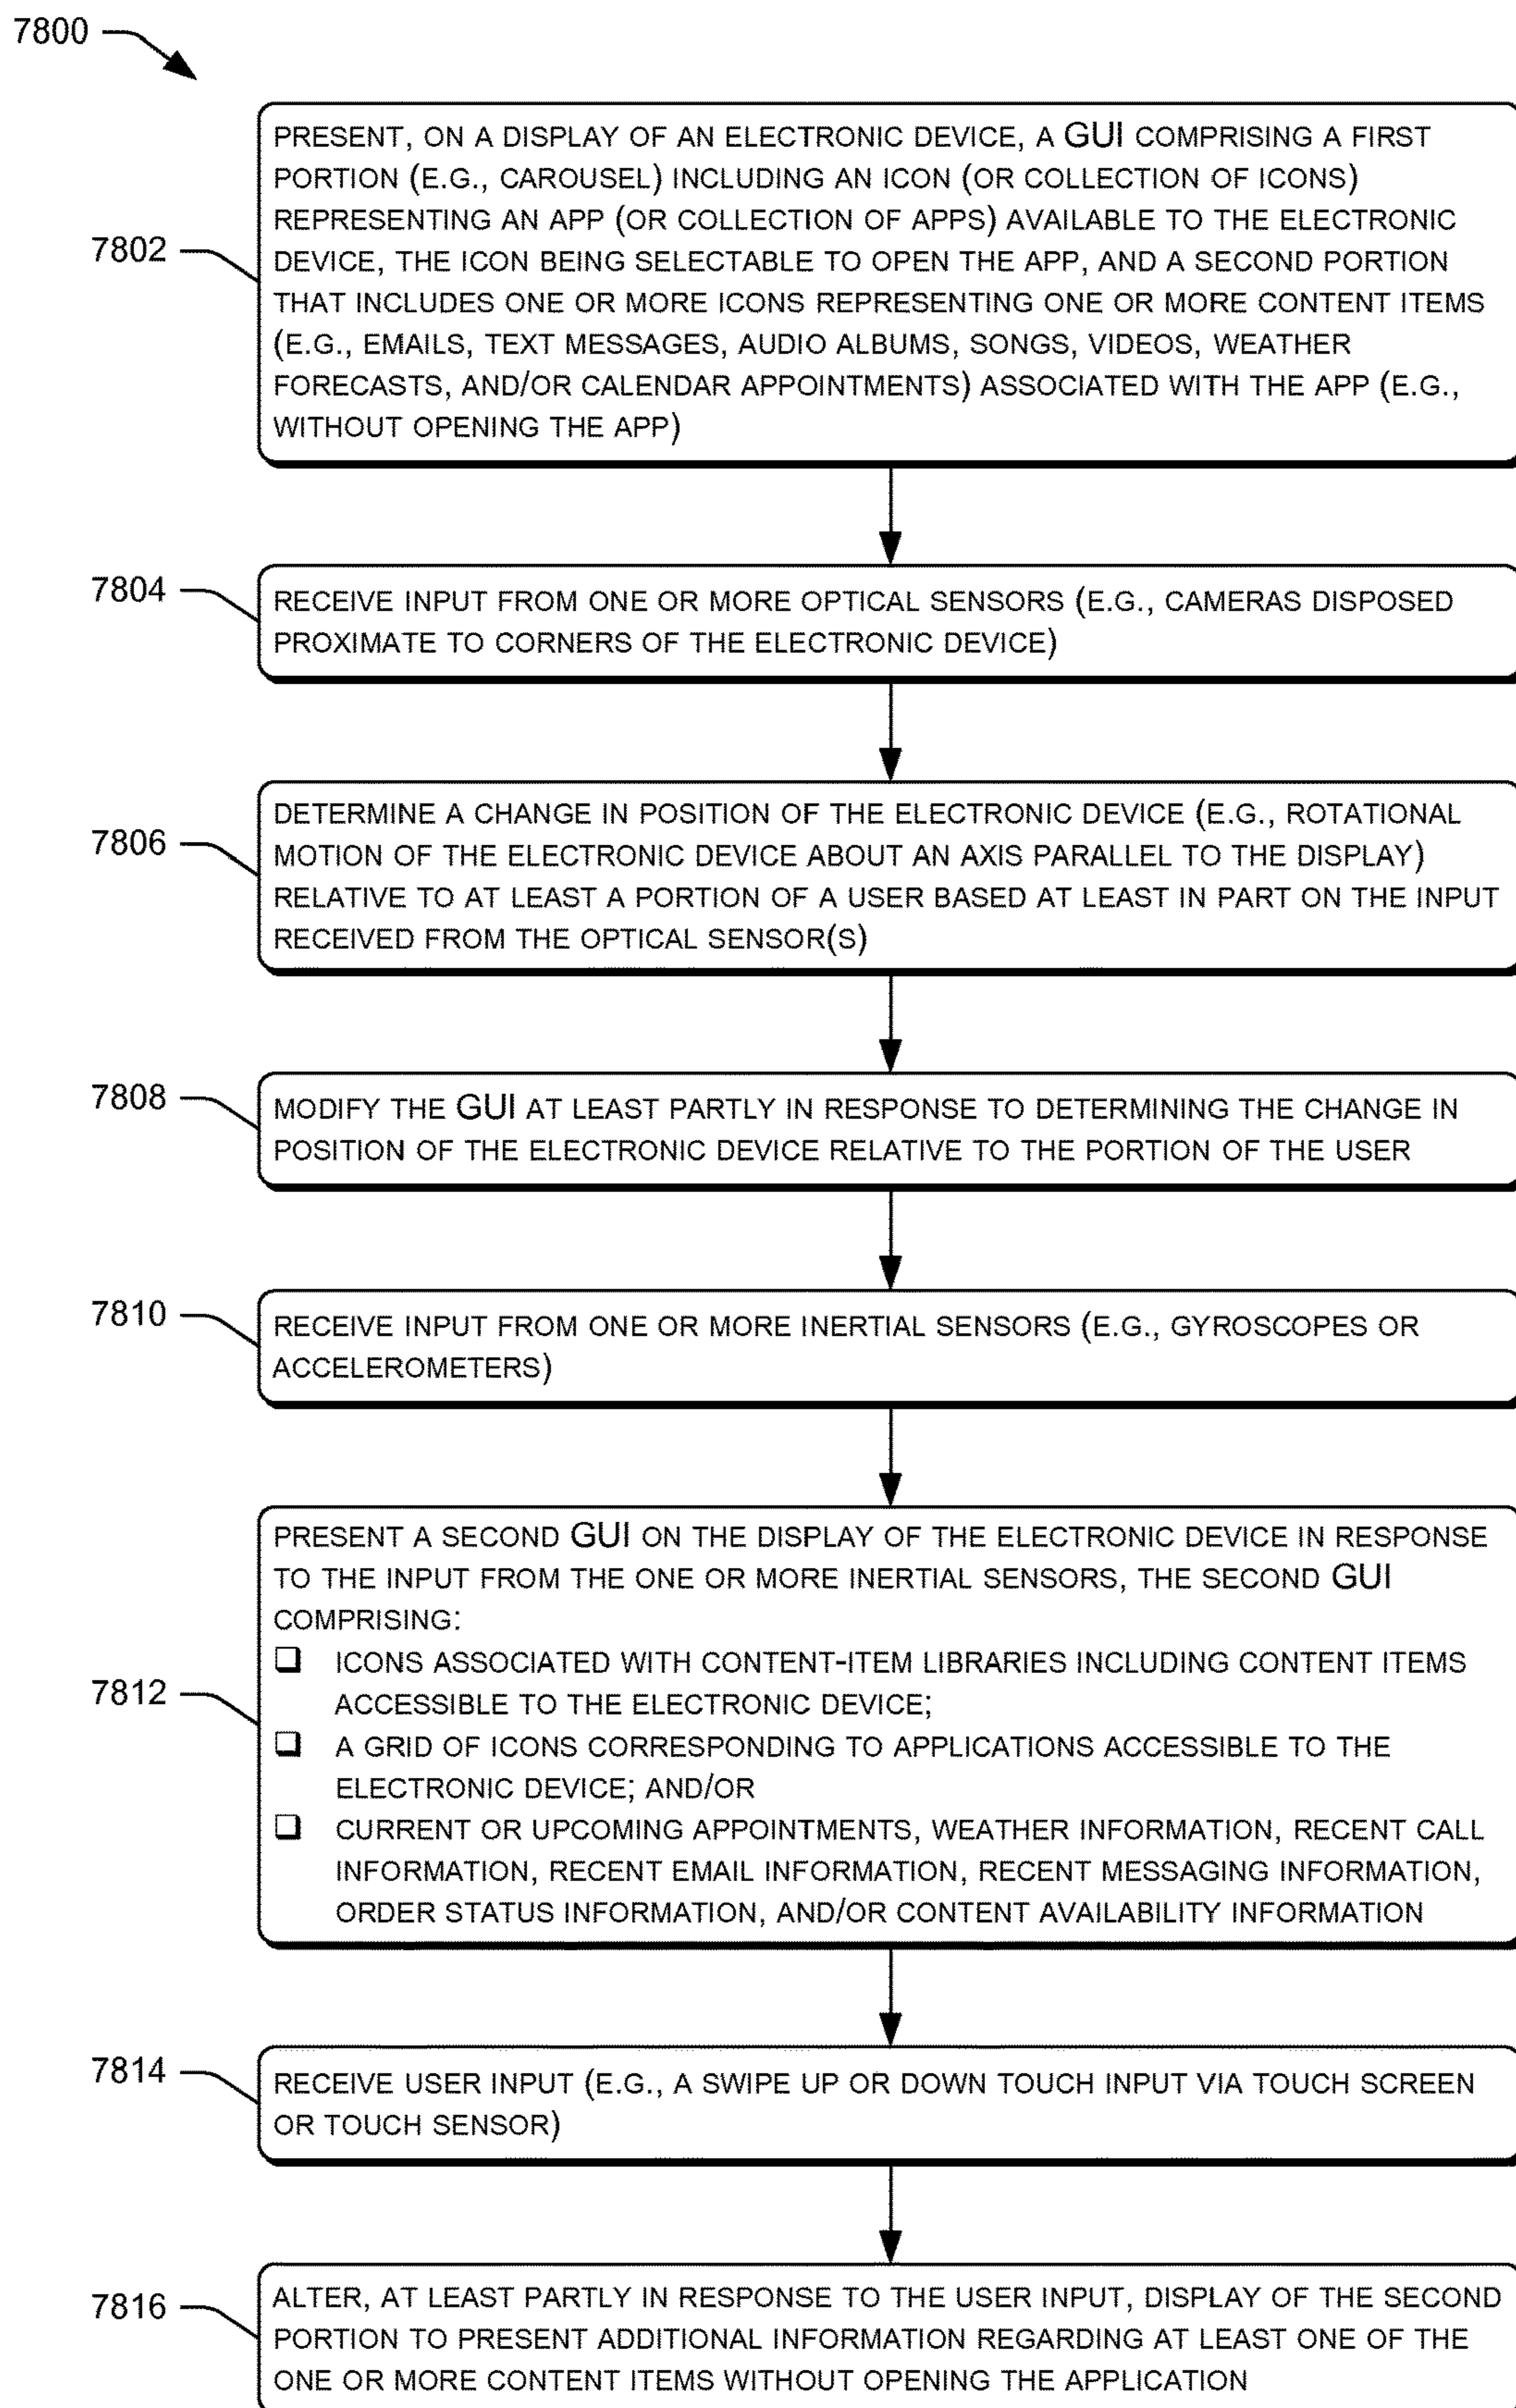 7800
PRESENT, ON A DISPLAY OF AN ELECTRONIC DEVICE, A GUI COMPRISING A FIRST
PORTION (E.G., CAROUSEL) INCLUDING AN ICON (OR COLLECTION OF ICONS)
REPRESENTING AN APP (OR COLLECTION OF APPS) AVAILABLE TO THE ELECTRONIC
7802
DEVICE, THE ICON BEING SELECTABLE TO OPEN THE APP, AND A SECOND PORTION
THAT INCLUDES ONE OR MORE ICONS REPRESENTING ONE OR MORE CONTENT ITEMS
(E.G., EMAILS, TEXT MESSAGES, AUDIO ALBUMS, SONGS, VIDEOS, WEATHER
FORECASTS, AND/OR CALENDAR APPOINTMENTS) ASSOCIATED WITH THE APP (E.G.,
WITHOUT OPENING THE APP)
7804
RECEIVE INPUT FROM ONE OR MORE OPTICAL SENSORS (E.G., CAMERAS DISPOSED
PROXIMATE TO CORNERS OF THE ELECTRONIC DEVICE)
DETERMINE A CHANGE IN POSITION OF THE ELECTRONIC DEVICE (E.G., ROTATIONAL
7806
MOTION OF THE ELECTRONIC DEVICE ABOUT AN AXIS PARALLEL TO THE DISPLAY)
RELATIVE TO AT LEAST A PORTION OF A USER BASED AT LEAST IN PART ON THE INPUT
RECEIVED FROM THE OPTICAL SENSOR(S)
7808
MODIFY THE GUI AT LEAST PARTLY IN RESPONSE TO DETERMINING THE CHANGE IN
POSITION OF THE ELECTRONIC DEVICE RELATIVE TO THE PORTION OF THE USER
7810
RECEIVE INPUT FROM ONE OR MORE INERTIAL SENSORS (E.G., GYROSCOPES OR
ACCELEROMETERS)
PRESENT A SECOND GUI ON THE DISPLAY OF THE ELECTRONIC DEVICE IN RESPONSE
TO THE INPUT FROM THE ONE OR MORE INERTIAL SENSORS, THE SECOND GUI
COMPRISING:
❑ ICONS ASSOCIATED WITH CONTENT-ITEM LIBRARIES INCLUDING CONTENT ITEMS
7812
ACCESSIBLE TO THE ELECTRONIC DEVICE;
❑ A GRID OF ICONS CORRESPONDING TO APPLICATIONS ACCESSIBLE TO THE
ELECTRONIC DEVICE; AND/OR
❑ CURRENT OR UPCOMING APPOINTMENTS, WEATHER INFORMATION, RECENT CALL
INFORMATION, RECENT EMAIL INFORMATION, RECENT MESSAGING INFORMATION,
ORDER STATUS INFORMATION, AND/OR CONTENT AVAILABILITY INFORMATION
7814
RECEIVE USER INPUT (E.G., A SWIPE UP OR DOWN TOUCH INPUT VIA TOUCH SCREEN
OR TOUCH SENSOR)
7816
ALTER, AT LEAST PARTLY IN RESPONSE TO THE USER INPUT, DISPLAY OF THE SECOND
PORTION TO PRESENT ADDITIONAL INFORMATION REGARDING AT LEAST ONE OF THE
ONE OR MORE CONTENT ITEMS WITHOUT OPENING THE APPLICATION